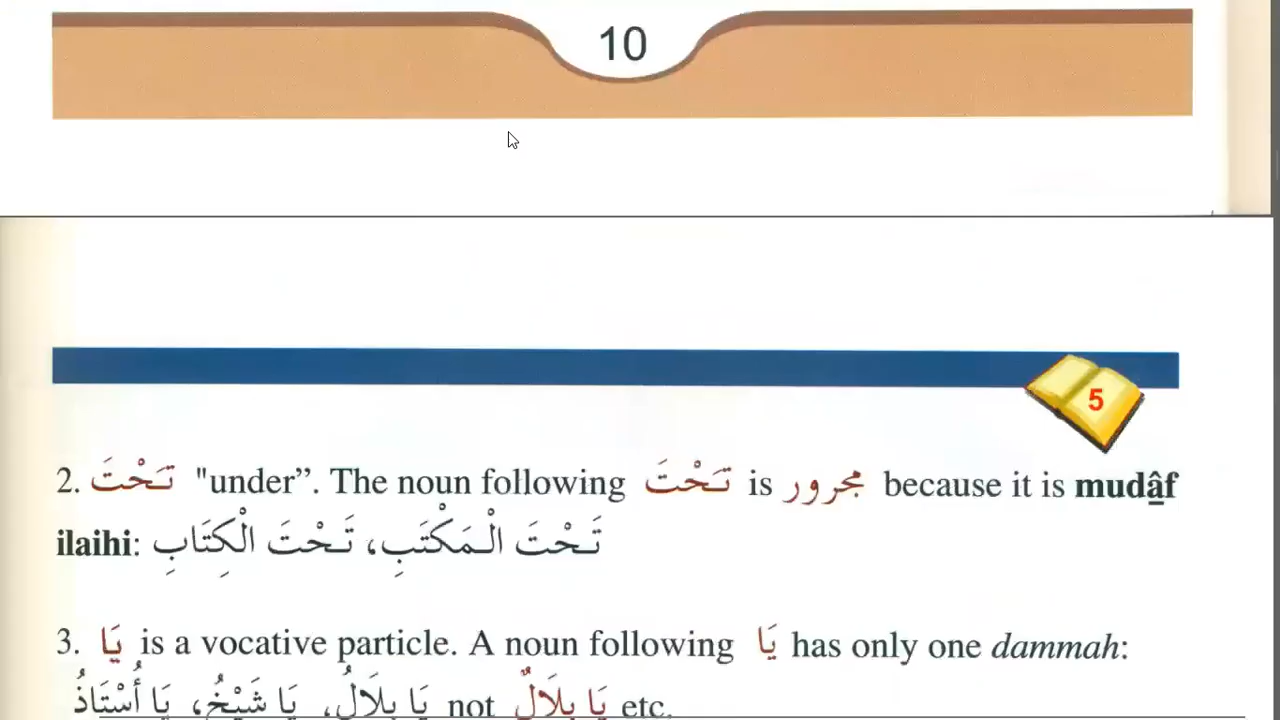 10
5
2. تَحْتَ "under”. The noun following تَحْتَ is مجرور because it is mudâf
ilaihi: تَحْتَ الْمَكْتَبِ، تَحْتَ الْكِتَابِ
3. يَا is a vocative particle. A noun following يَا has only one dammah:
يَا بِلَالُ، يَا شَيْخُ، يَا أُسْتَاذُ not يَا بِلَالٌ etc.